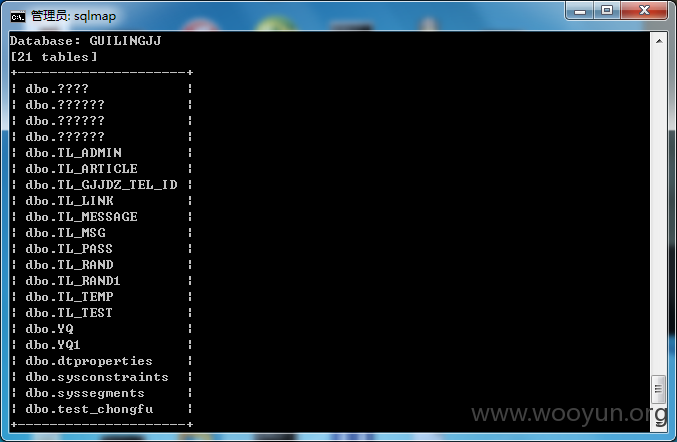 管理员: sqlmap
Database: GUILINGJJ
[21 tables]
+---------------------+
¦ dbo.???? ¦
¦ dbo.?????? ¦
¦ dbo.?????? ¦
¦ dbo.?????? ¦
¦ dbo.TL_ADMIN ¦
¦ dbo.TL_ARTICLE ¦
¦ dbo.TL_GJJDZ_TEL_ID ¦
¦ dbo.TL_LINK ¦
¦ dbo.TL_MESSAGE ¦
¦ dbo.TL_MSG ¦
¦ dbo.TL_PASS ¦
¦ dbo.TL_RAND ¦
¦ dbo.TL_RAND1 ¦
¦ dbo.TL_TEMP ¦
¦ dbo.TL_TEST ¦
¦ dbo.YQ ¦
¦ dbo.YQ1 ¦
¦ dbo.dtproperties ¦
¦ dbo.sysconstraints ¦
¦ dbo.syssegments ¦
¦ dbo.test_chongfu ¦
+---------------------+
www.wooyun.org